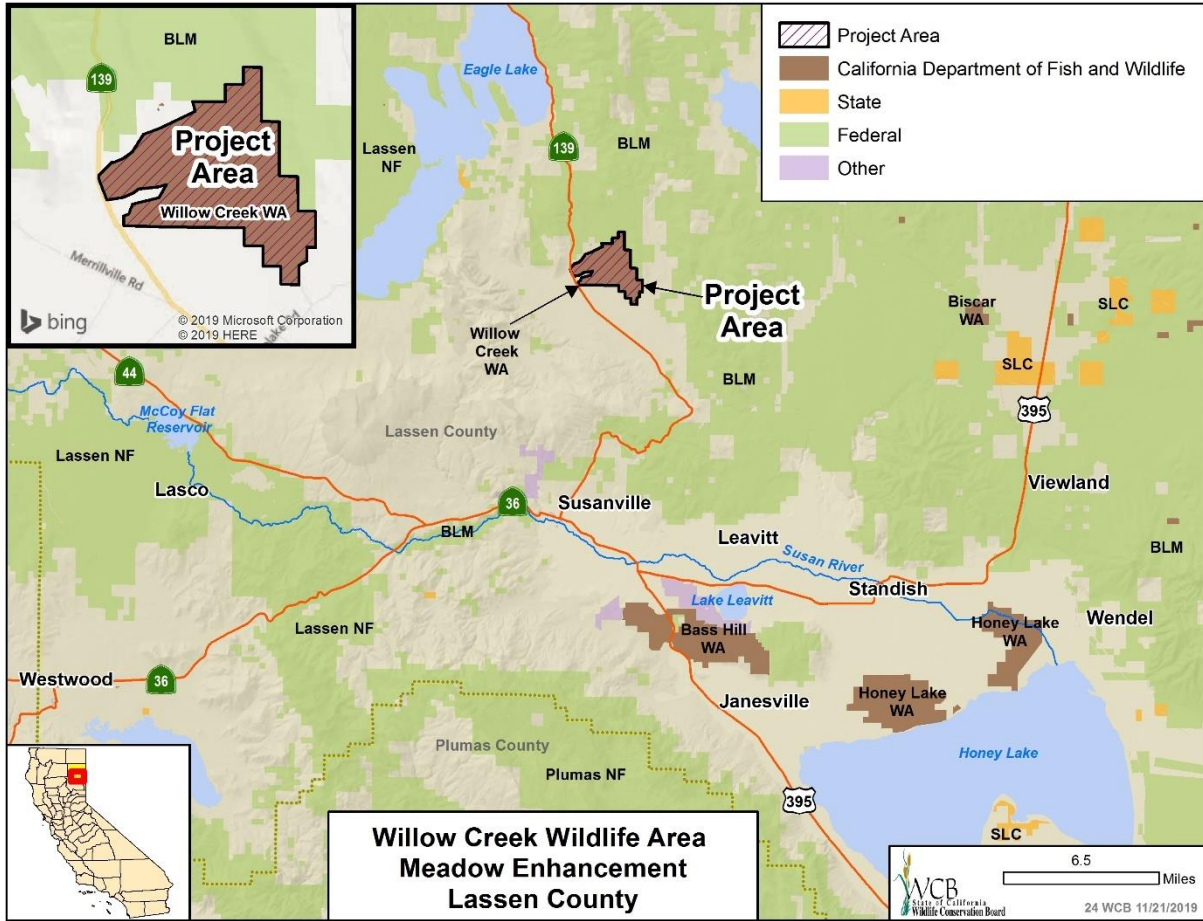 BLM
139
Project
Area
Willow Creek WA
Merrillville Rd
bing
© 2019 Microsoft Corporation
© 2019 HERE
Project Area
California Department of Fish and Wildlife
State
Federal
Other
Eagle Lake
Lassen
NF
139
BLM
Project
Area
Willow
Creek
WA
BLM
Biscar
WA
SLC
SLC
395
44
McCoy Flat
Reservoir
Lassen County
Lassen NF
Lasco
36
Susanville
BLM
Viewland
Leavitt
Susan River
BLM
Standish
Lake Leavitt
Wendel
Lassen NF
Bass Hill
WA
Honey Lake
WA
Westwood
36
Janesville
Honey Lake
WA
Plumas County
Plumas NF
Honey Lake
395
SLC
Willow Creek Wildlife Area
Meadow Enhancement
Lassen County
WCB
State of California
Wildlife Conservation Board
6.5
Miles
24 WCB 11/21/2019